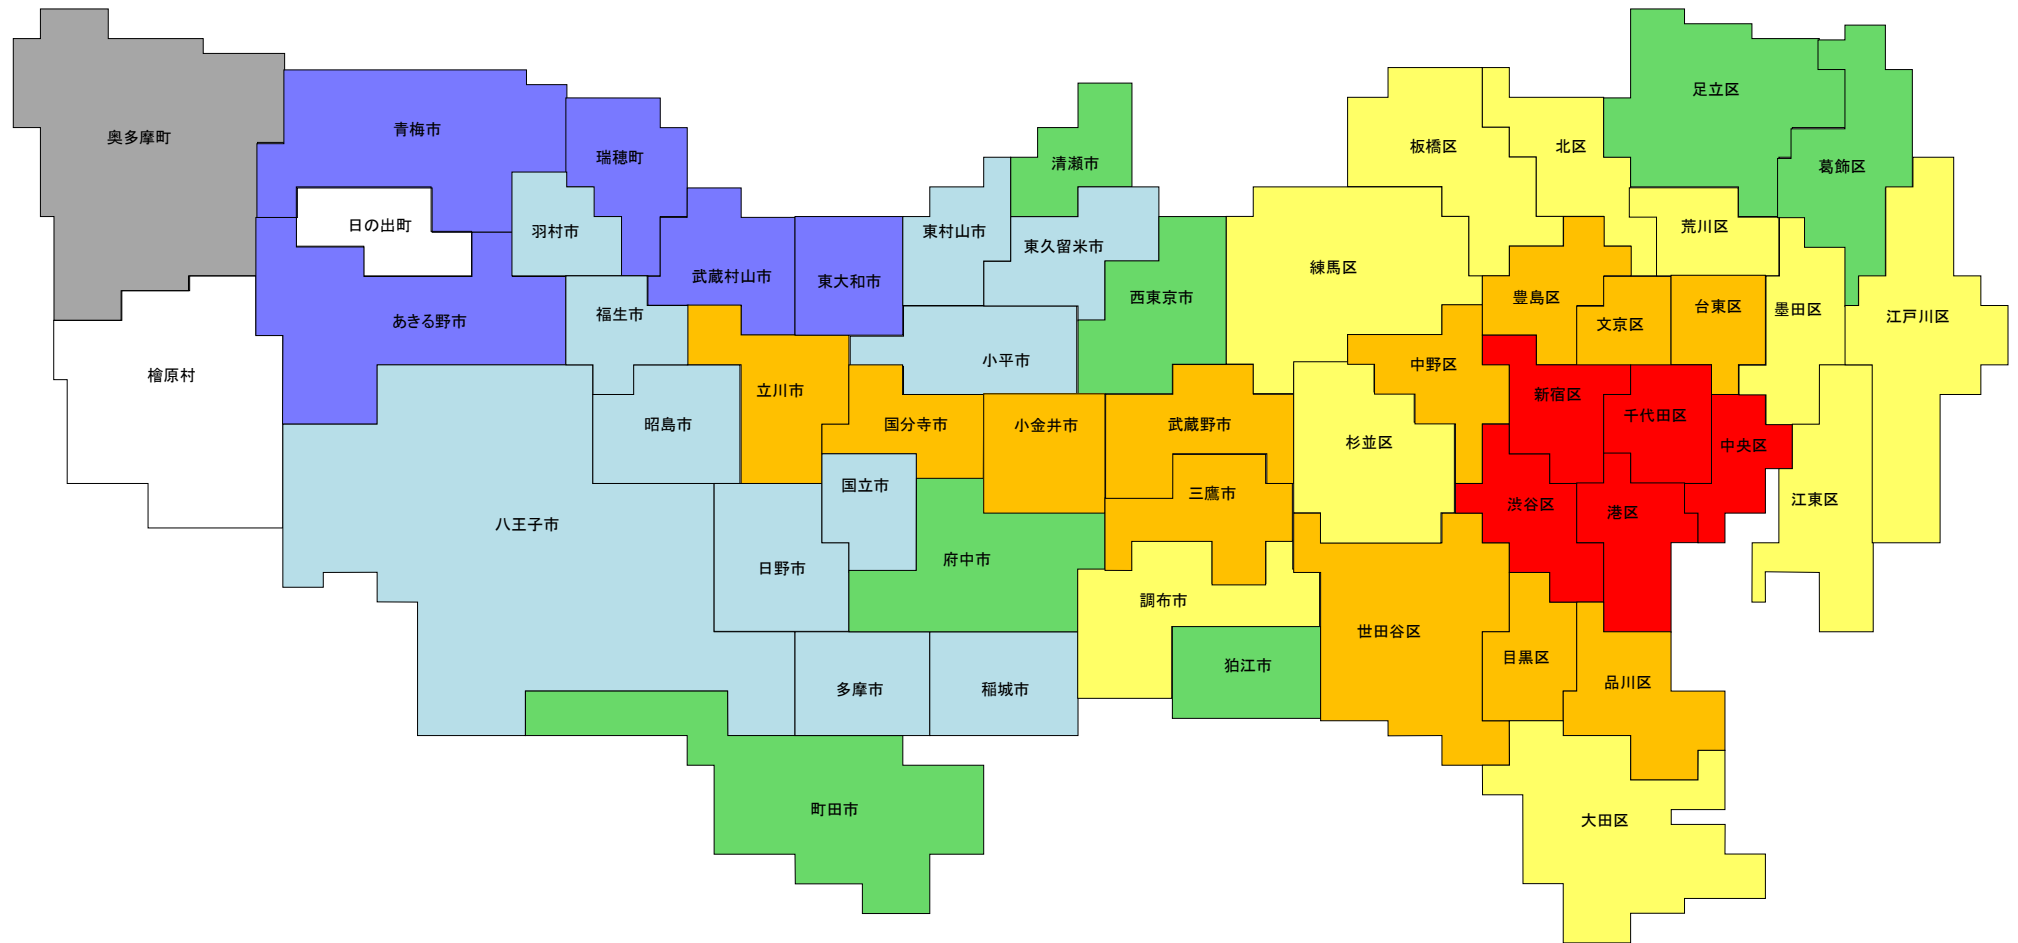 奥多摩町
青梅市
瑞穂町
日の出町
羽村市
檜原村
あきる野市
福生市
武蔵村山市
東大和市
東村山市
清瀬市
東久留米市
西東京市
小平市
立川市
昭島市
国分寺市
小金井市
武蔵野市
三鷹市
八王子市
日野市
国立市
府中市
調布市
狛江市
多摩市
稲城市
町田市
板橋区
北区
足立区
葛飾区
荒川区
練馬区
豊島区
文京区
台東区
墨田区
江戸川区
中野区
杉並区
新宿区
千代田区
中央区
江東区
渋谷区
港区
世田谷区
目黒区
品川区
大田区